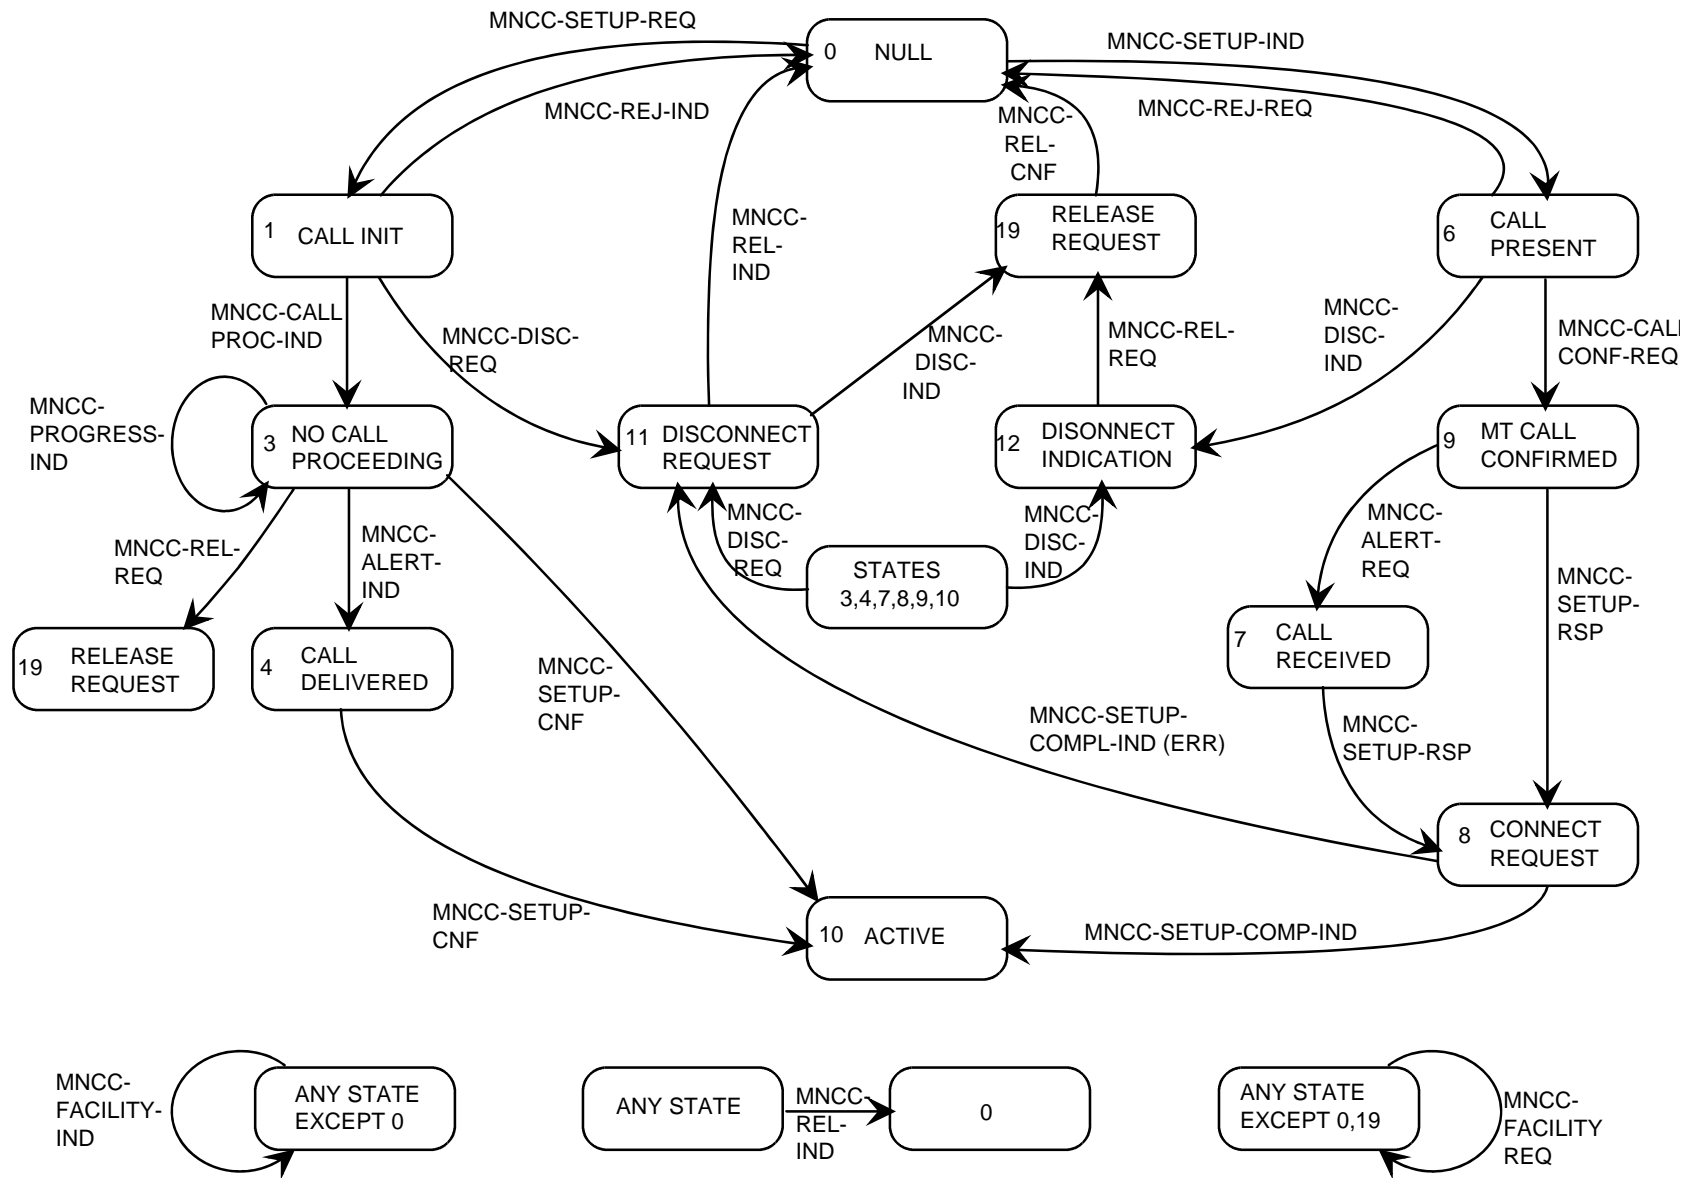 MNCC-SETUP-REQ
0 NULL
MNCC-SETUP-IND
MNCC-REJ-IND
MNCC-REJ-REQ
MNCC-
REL-
CNF
1 CALL INIT
MNCC-
REL-
IND
19 RELEASE
REQUEST
6 CALL
PRESENT
MNCC-CALL
PROC-IND
MNCC-DISC-
REQ
MNCC-
DISC-
IND
MNCC-REL-
REQ
MNCC-
DISC-
IND
MNCC-CAL
CONF-REQ
MNCC-
PROGRESS-
IND
3 NO CALL
PROCEEDING
11 DISCONNECT
REQUEST
12 DISONNECT
INDICATION
9 MT CALL
CONFIRMED
MNCC-REL-
REQ
MNCC-
ALERT-
IND
MNCC-
DISC-
REQ
STATES
3,4,7,8,9,10
MNCC-
DISC-
IND
MNCC-
ALERT-
REQ
MNCC-
SETUP-
RSP
19 RELEASE
REQUEST
4 CALL
DELIVERED
MNCC-
SETUP-
CNF
7 CALL
RECEIVED
MNCC-SETUP-
COMPL-IND (ERR)
MNCC-
SETUP-RSP
8 CONNECT
REQUEST
MNCC-SETUP-
CNF
10 ACTIVE
MNCC-SETUP-COMP-IND
MNCC-
FACILITY-
IND
ANY STATE
EXCEPT 0
ANY STATE
MNCC-
REL-
IND
0
ANY STATE
EXCEPT 0,19
MNCC-
FACILITY
REQ